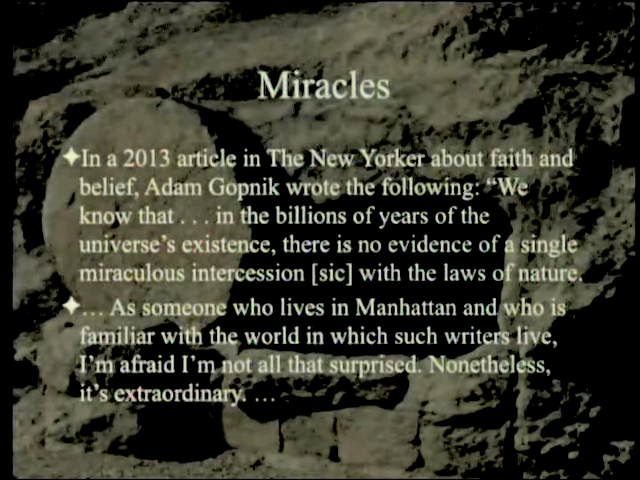 Miracles
✦In a 2013 article in The New Yorker about faith and
belief, Adam Gopnik wrote the following: “We
know that . . . in the billions of years of the
universe’s existence, there is no evidence of a single
miraculous intercession [sic] with the laws of nature.
✦… As someone who lives in Manhattan and who is
familiar with the world in which such writers live,
I’m afraid I’m not all that surprised. Nonetheless,
it’s extraordinary. …